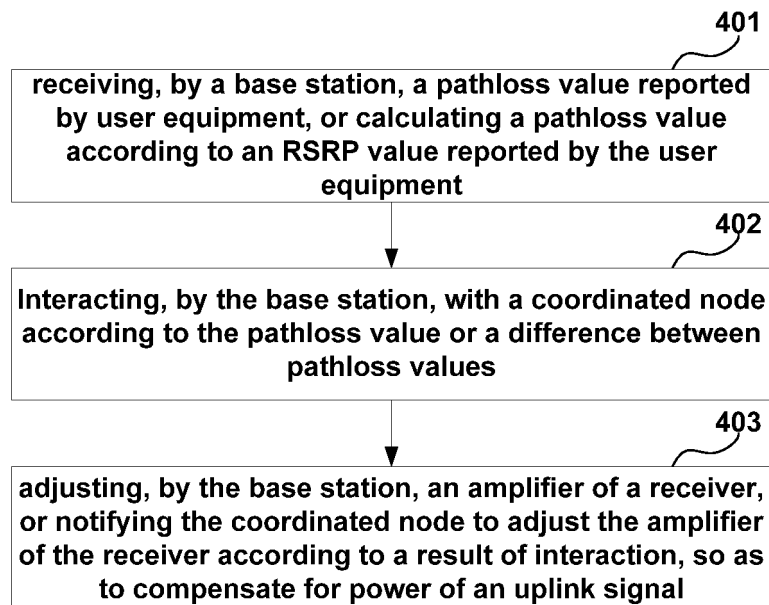 401
receiving, by a base station, a pathloss value reported
by user equipment, or calculating a pathloss value
according to an RSRP value reported by the user
equipment
402
Interacting, by the base station, with a coordinated node
according to the pathloss value or a difference between
pathloss values
403
adjusting, by the base station, an amplifier of a receiver,
or notifying the coordinated node to adjust the amplifier
of the receiver according to a result of interaction, so as
to compensate for power of an uplink signal